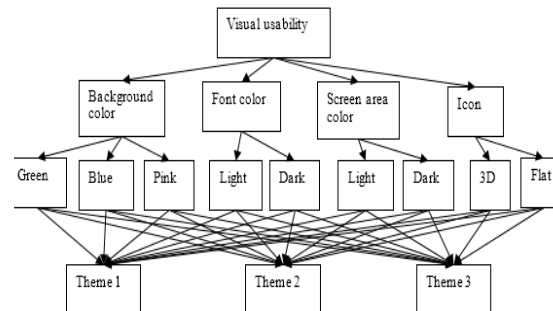 Visual usability
Background
color
Font color
Screen area
color
Icon
Green
Blue
Pink
Light
Dark
Light
Dark
3D
Flat
Theme 1
Theme 2
Theme 3